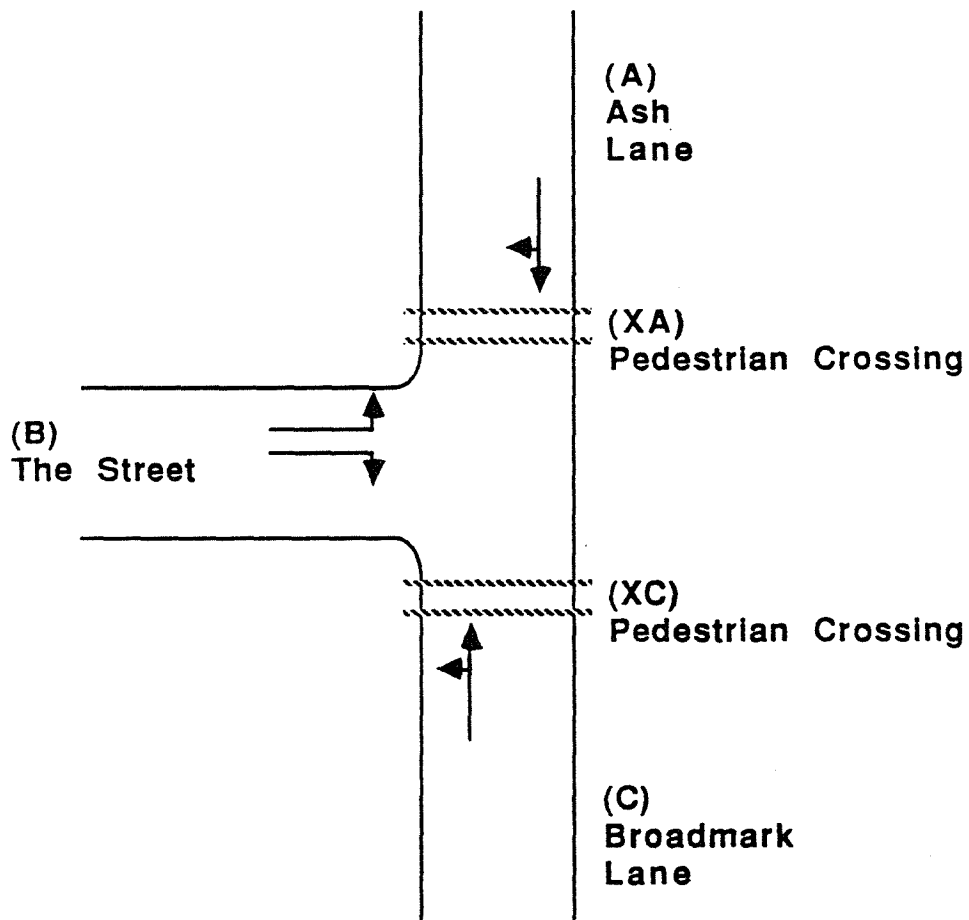 (A)
Ash
Lane
(XA)
Pedestrian Crossing
(B)
The Street
(XC)
Pedestrian Crossing
(C)
Broadmark
Lane